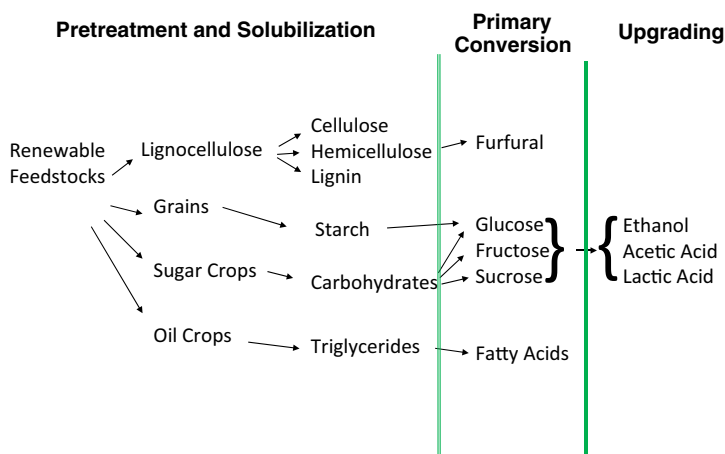 Pretreatment and Solubilization
Primary
Conversion
Upgrading
Renewable
Feedstocks
Lignocellulose
Cellulose
Hemicellulose
Lignin
Furfural
Grains
Starch
Sugar Crops
Carbohydrates
Glucose
Fructose
Sucrose
Ethanol
Acetic Acid
Lactic Acid
Oil Crops
Triglycerides
Fatty Acids